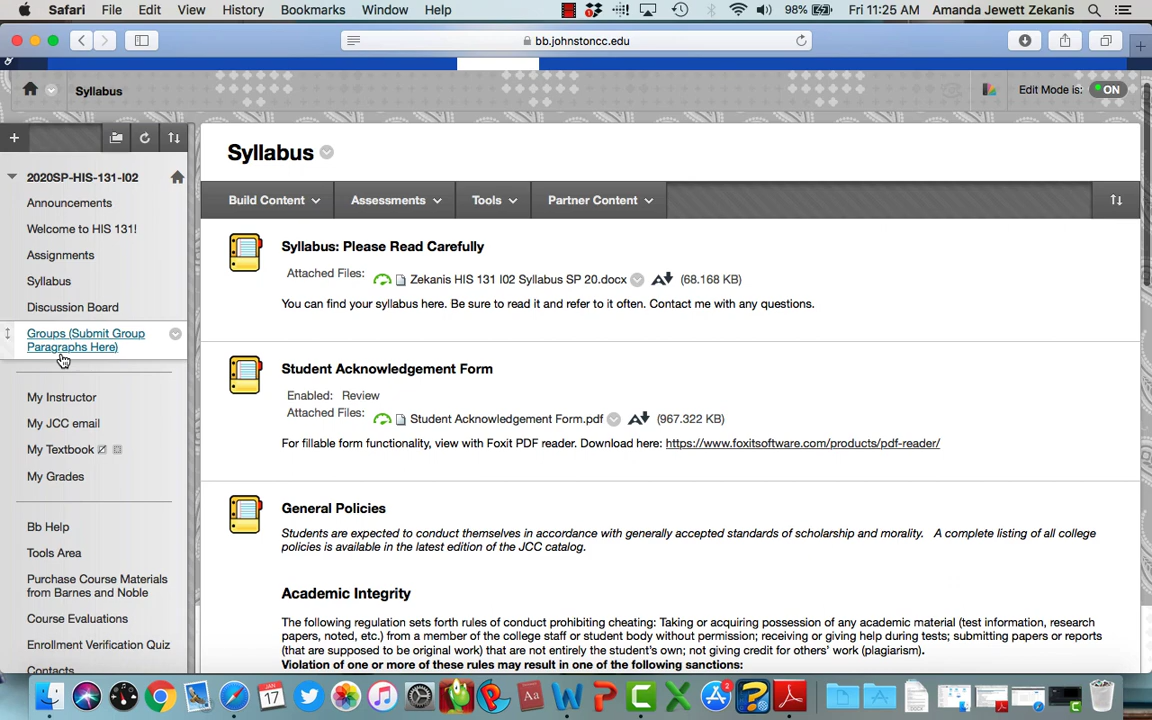 Safari File Edit View History Bookmarks Window Help 98% Fri 11:25 AM Amanda Jewett Zekanis
bb.johnstoncc.edu
Syllabus Edit Mode is: ON
2020SP-HIS-131-I02
Announcements
Welcome to HIS 131!
Assignments
Syllabus
Discussion Board
Groups (Submit Group
Paragraphs Here)
My Instructor
My JCC email
My Textbook
My Grades
Bb Help
Tools Area
Purchase Course Materials
from Barnes and Noble
Course Evaluations
Enrollment Verification Quiz
Contacts
Syllabus
Build Content Assessments Tools Partner Content
Syllabus: Please Read Carefully
Attached Files: Zekanis HIS 131 I02 Syllabus SP 20.docx (68.168 KB)
You can find your syllabus here. Be sure to read it and refer to it often. Contact me with any questions.
Student Acknowledgement Form
Enabled: Review
Attached Files: Student Acknowledgement Form.pdf (967.322 KB)
For fillable form functionality, view with Foxit PDF reader. Download here: https://www.foxitsoftware.com/products/pdf-reader/
General Policies
Students are expected to conduct themselves in accordance with generally accepted standards of scholarship and morality. A complete listing of all college
policies is available in the latest edition of the JCC catalog.
Academic Integrity
The following regulation sets forth rules of conduct prohibiting cheating: Taking or acquiring possession of any academic material (test information, research
papers, noted, etc.) from a member of the college staff or student body without permission; receiving or giving help during tests; submitting papers or reports
(that are supposed to be original work) that are not entirely the student's own; not giving credit for others' work (plagiarism).
Violation of one or more of these rules may result in one of the following sanctions:
JAN
17
Aa
2